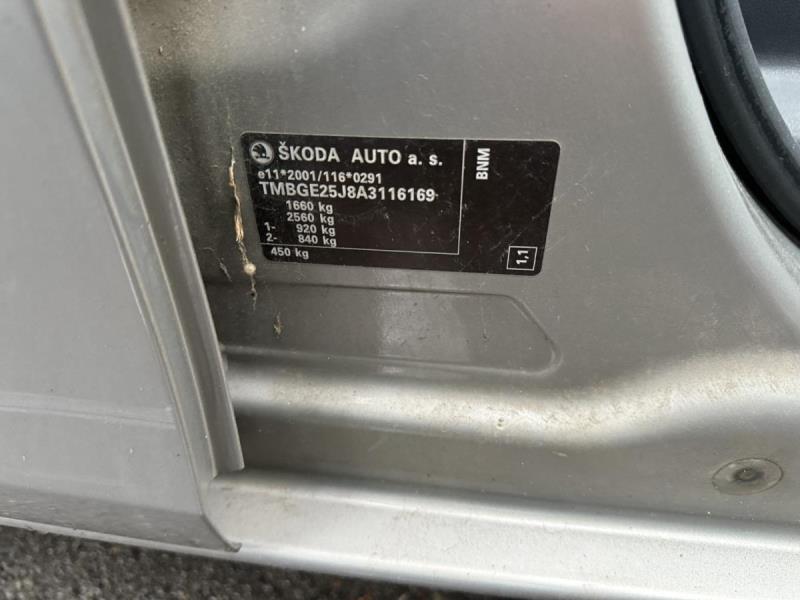 ŠKODA AUTO a. s.
e11*2001/116*0291
TMBGE25J8A3116169
1660 kg
2560 kg
1- 920 kg
2- 840 kg
450 kg
BNM
1,1